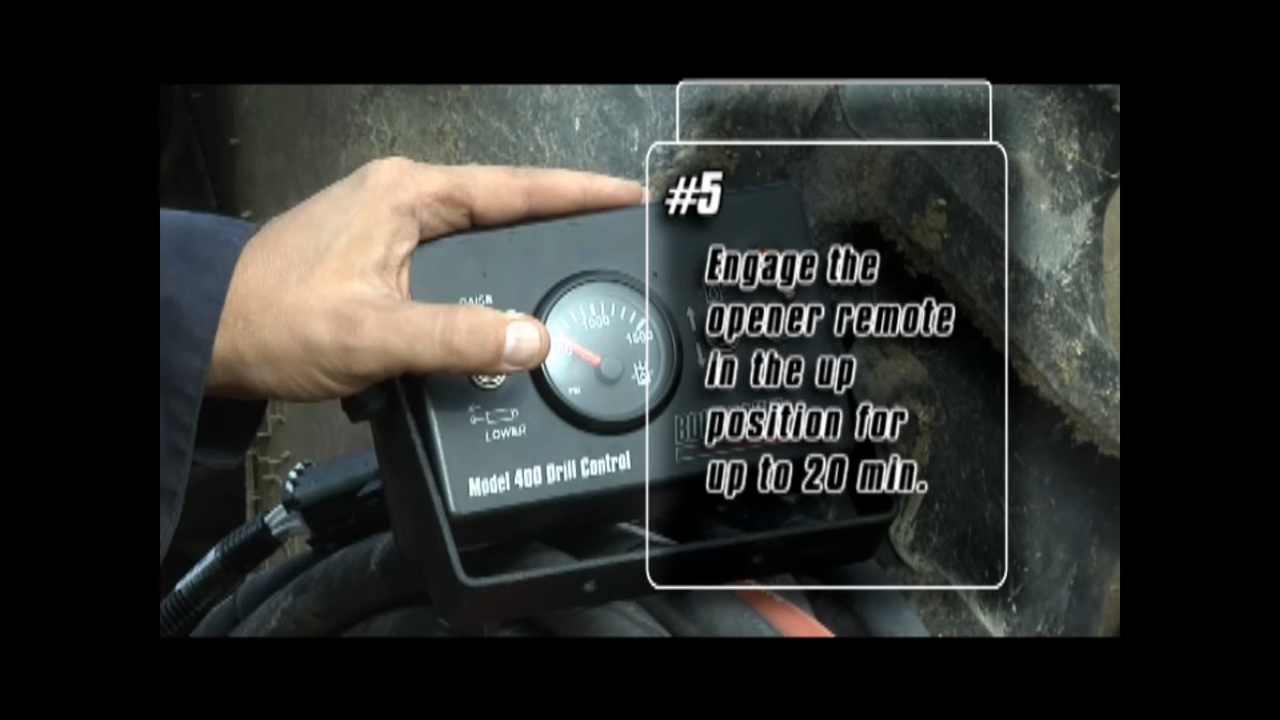 #5
Engage the
opener remote
in the up
position for
up to 20 min.
RAISE
1000
1500
PSI
LOWER
Model 400 Drill Control